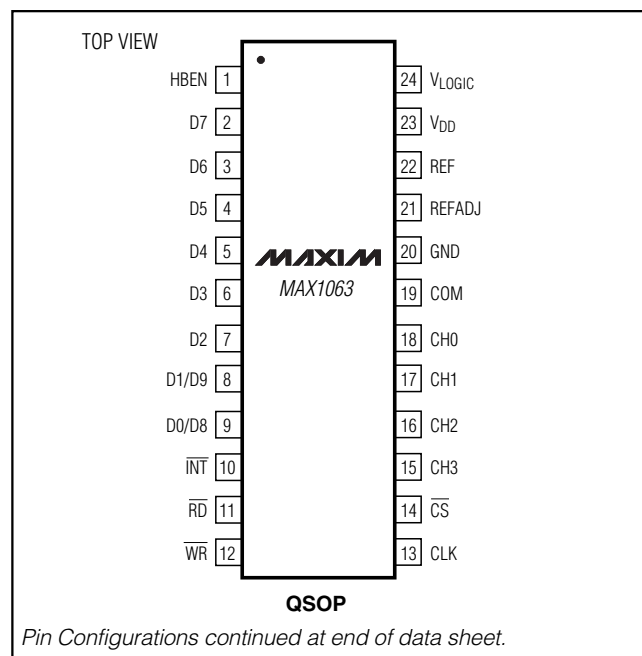 TOP VIEW
HBEN 1 24 VLOGIC
D7 2 23 VDD
D6 3 22 REF
D5 4 21 REFADJ
D4 5 MAXIM 20 GND
D3 6 MAX1063 19 COM
D2 7 18 CH0
D1/D9 8 17 CH1
D0/D8 9 16 CH2
INT 10 15 CH3
RD 11 14 CS
WR 12 13 CLK
QSOP
Pin Configurations continued at end of data sheet.